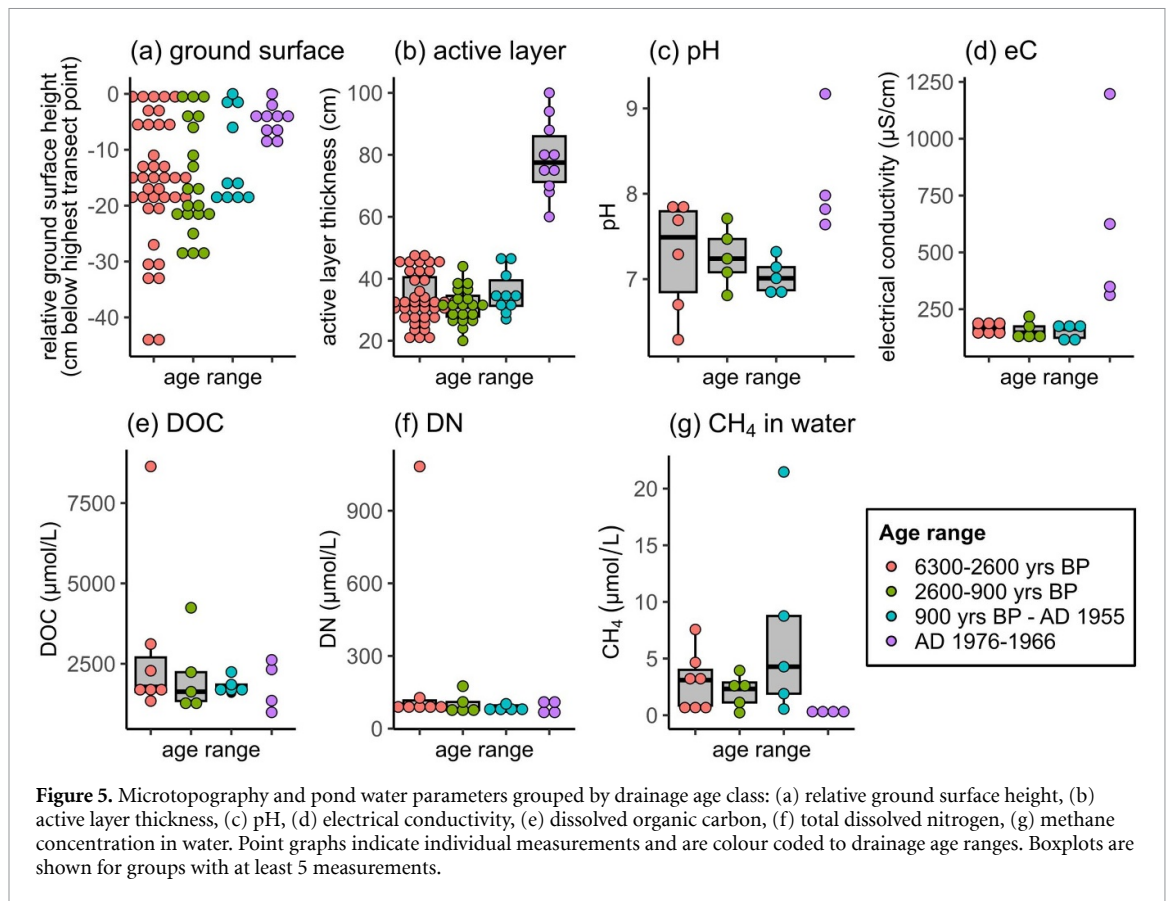 (a) ground surface
relative ground surface height
(cm below highest transect point)
0
-10
-20
-30
-40
age range
(b) active layer
active layer thickness (cm)
100
80
60
40
20
age range
(c) pH
pH
9
8
7
age range
(d) eC
electrical conductivity (µS/cm)
1250
1000
750
500
250
age range
(e) DOC
DOC (µmol/L)
7500
5000
2500
age range
(f) DN
DN (µmol/L)
900
600
300
0
age range
(g) CH₄ in water
CH₄ (µmol/L)
20
15
10
5
0
age range
Age range
6300-2600 yrs BP
2600-900 yrs BP
900 yrs BP - AD 1955
AD 1976-1966
Figure 5. Microtopography and pond water parameters grouped by drainage age class: (a) relative ground surface height, (b)
active layer thickness, (c) pH, (d) electrical conductivity, (e) dissolved organic carbon, (f) total dissolved nitrogen, (g) methane
concentration in water. Point graphs indicate individual measurements and are colour coded to drainage age ranges. Boxplots are
shown for groups with at least 5 measurements.